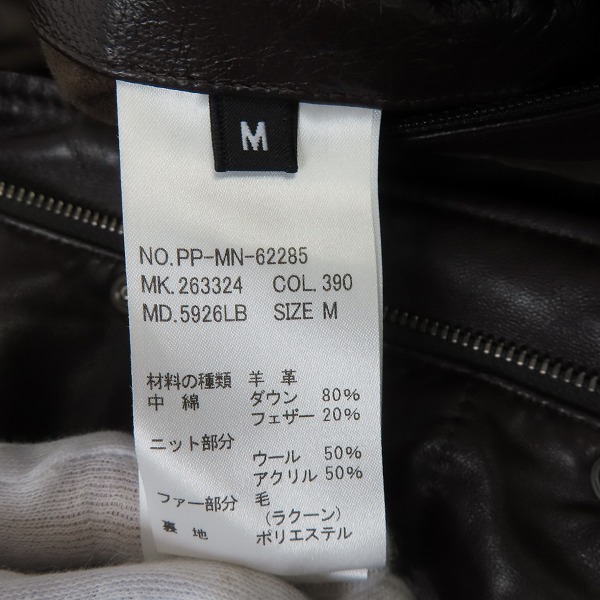 M
NO.PP-MN-62285
MK.263324 COL.390
MD.5926LB SIZE M
材料の種類 羊 革
中 綿 ダウン 80%
フェザー 20%
ニット部分
ウール 50%
アクリル 50%
ファー部分 毛
(ラクーン)
裏 地 ポリエステル